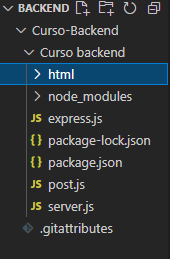 BACKEND
Curso-Backend
Curso backend
html
node_modules
JS express.js
{} package-lock.json
{} package.json
JS post.js
JS server.js
.gitattributes